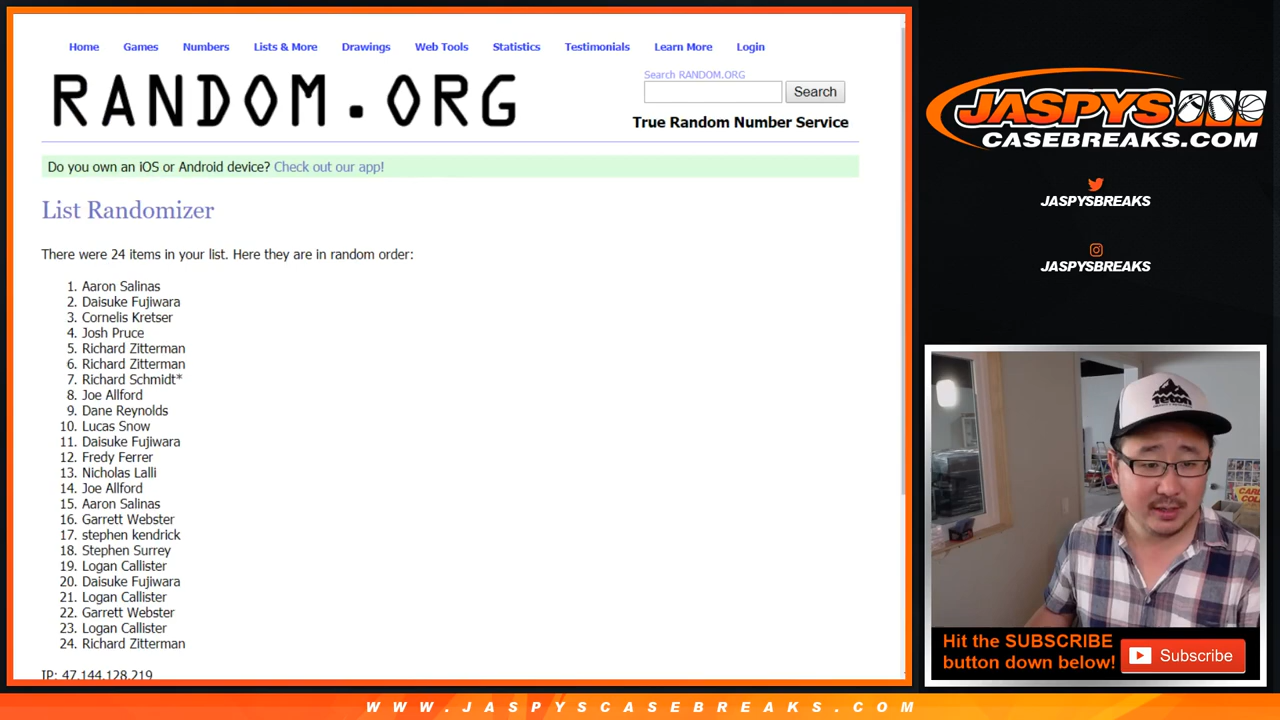 Home Games Numbers Lists & More Drawings Web Tools Statistics Testimonials Learn More Login
RANDOM.ORG
Search RANDOM.ORG
Search
True Random Number Service
Do you own an iOS or Android device? Check out our app!
List Randomizer
There were 24 items in your list. Here they are in random order:
1. Aaron Salinas
2. Daisuke Fujiwara
3. Cornelis Kretser
4. Josh Pruce
5. Richard Zitterman
6. Richard Zitterman
7. Richard Schmidt*
8. Joe Allford
9. Dane Reynolds
10. Lucas Snow
11. Daisuke Fujiwara
12. Fredy Ferrer
13. Nicholas Lalli
14. Joe Allford
15. Aaron Salinas
16. Garrett Webster
17. stephen kendrick
18. Stephen Surrey
19. Logan Callister
20. Daisuke Fujiwara
21. Logan Callister
22. Garrett Webster
23. Logan Callister
24. Richard Zitterman
IP: 47.144.128.219
JASPYS
CASEBREAKS.COM
JASPYSBREAKS
JASPYSBREAKS
TETON
Hit the SUBSCRIBE
button down below!
Subscribe
WWW.JASPYSCASEBREAKS.COM